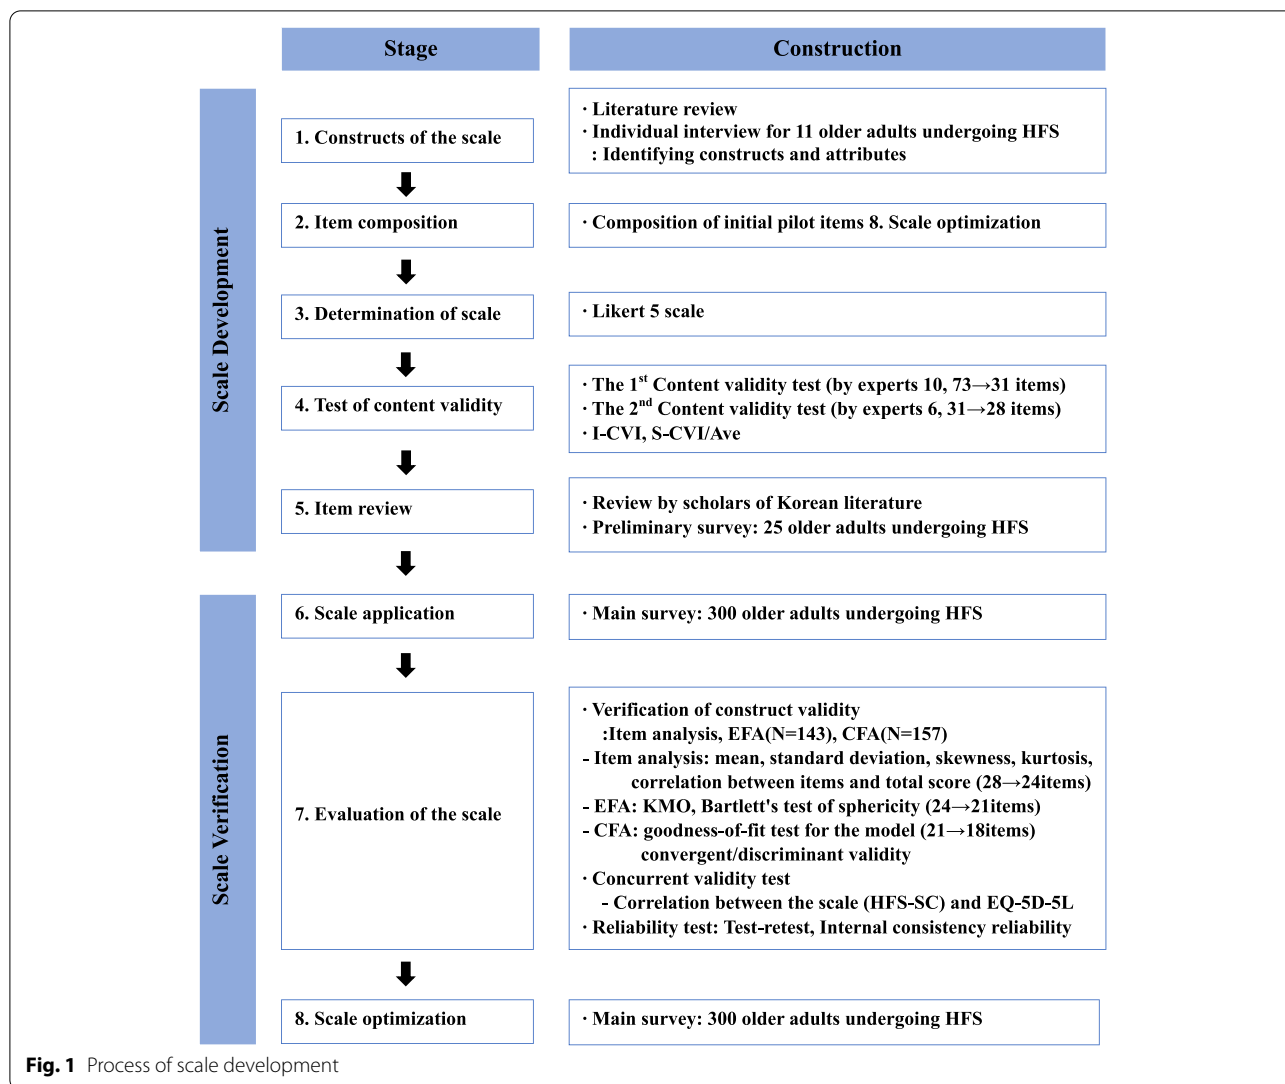 Stage
Construction
Scale Development
1. Constructs of the scale
· Literature review
· Individual interview for 11 older adults undergoing HFS
: Identifying constructs and attributes
2. Item composition
· Composition of initial pilot items 8. Scale optimization
3. Determination of scale
· Likert 5 scale
4. Test of content validity
· The 1st Content validity test (by experts 10, 73→31 items)
· The 2nd Content validity test (by experts 6, 31→28 items)
· I-CVI, S-CVI/Ave
5. Item review
· Review by scholars of Korean literature
· Preliminary survey: 25 older adults undergoing HFS
Scale Verification
6. Scale application
· Main survey: 300 older adults undergoing HFS
7. Evaluation of the scale
· Verification of construct validity
:Item analysis, EFA(N=143), CFA(N=157)
- Item analysis: mean, standard deviation, skewness, kurtosis,
correlation between items and total score (28→24items)
- EFA: KMO, Bartlett's test of sphericity (24→21items)
- CFA: goodness-of-fit test for the model (21→18items)
convergent/discriminant validity
· Concurrent validity test
- Correlation between the scale (HFS-SC) and EQ-5D-5L
· Reliability test: Test-retest, Internal consistency reliability
8. Scale optimization
· Main survey: 300 older adults undergoing HFS
Fig. 1 Process of scale development